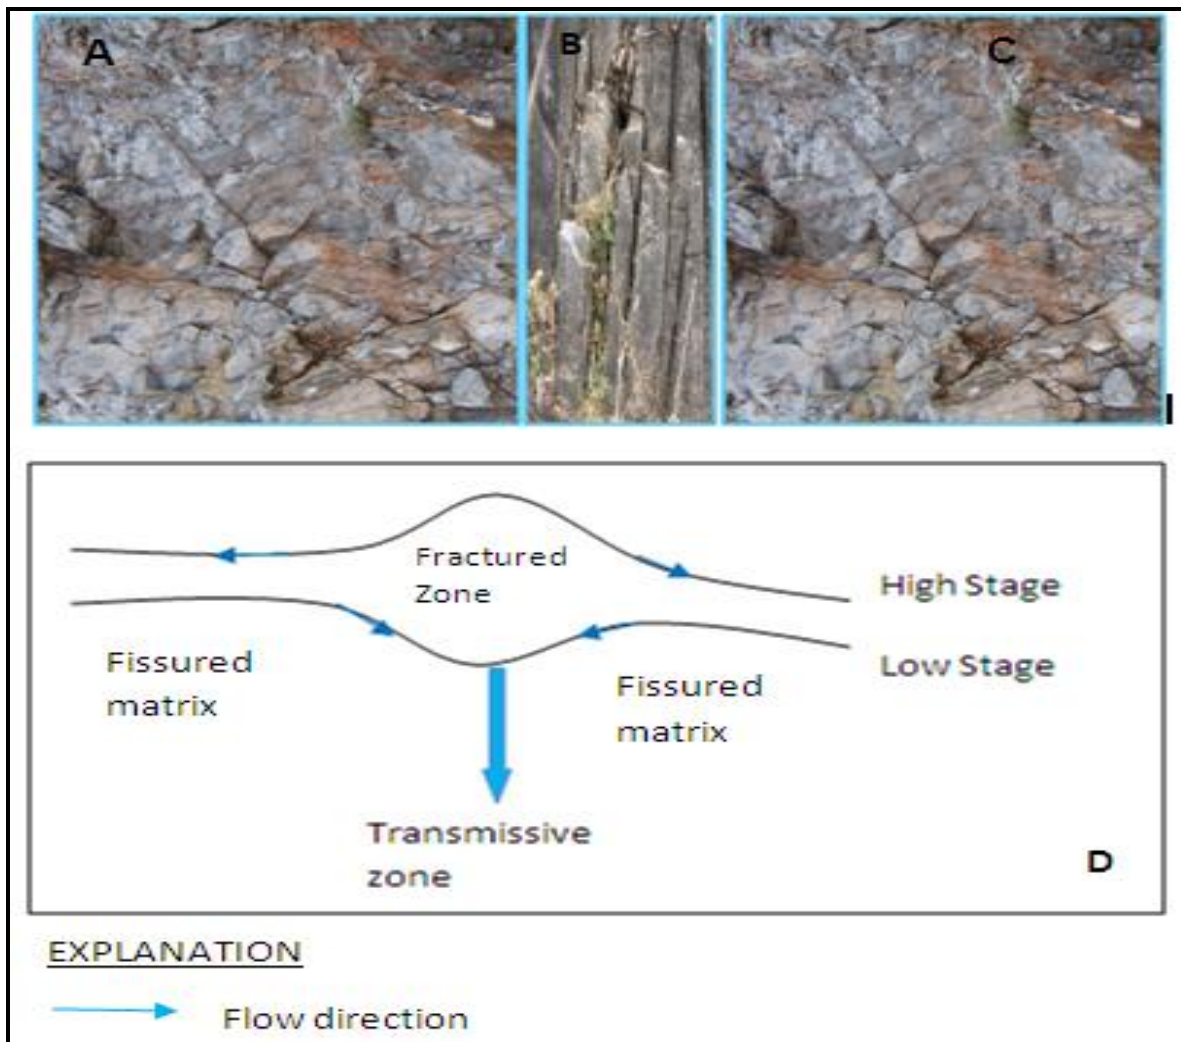 A
B
C
Fractured
Zone
High Stage
Fissured
matrix
Low Stage
Fissured
matrix
Transmissive
zone
D
EXPLANATION
Flow direction